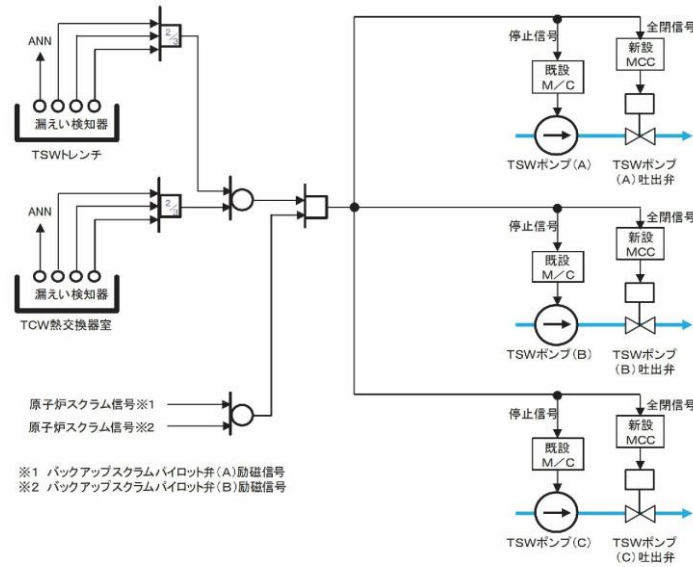 ANN
2/3
漏えい検知器
TSWトレンチ
ANN
2/3
漏えい検知器
TCW熱交換器室
原子炉スクラム信号※1
原子炉スクラム信号※2
※1 バックアップスクラムパイロット弁(A)励磁信号
※2 バックアップスクラムパイロット弁(B)励磁信号
停止信号
全閉信号
既設
M/C
新設
MCC
TSWポンプ(A)
TSWポンプ
(A)吐出弁
停止信号
全閉信号
既設
M/C
新設
MCC
TSWポンプ(B)
TSWポンプ
(B)吐出弁
停止信号
全閉信号
既設
M/C
新設
MCC
TSWポンプ(C)
TSWポンプ
(C)吐出弁